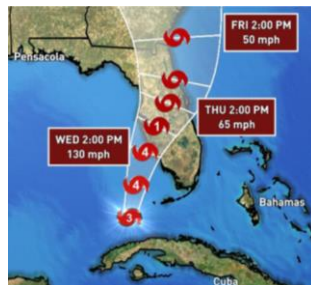 FRI 2:00 PM
50 mph
Pensacola
THU 2:00 PM
65 mph
WED 2:00 PM
130 mph
1
4
4
3
Bahamas
Cuba